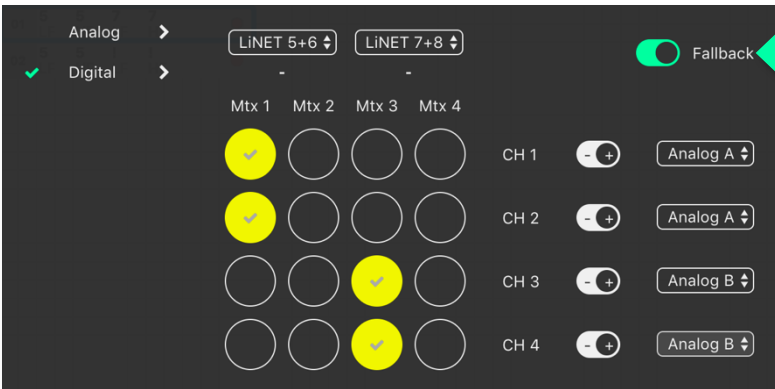 Analog
LiNET 5+6 LiNET 7+8
Fallback
Digital
- -
Mtx 1 Mtx 2 Mtx 3 Mtx 4
CH 1 - + Analog A
CH 2 - + Analog A
CH 3 - + Analog B
CH 4 - + Analog B